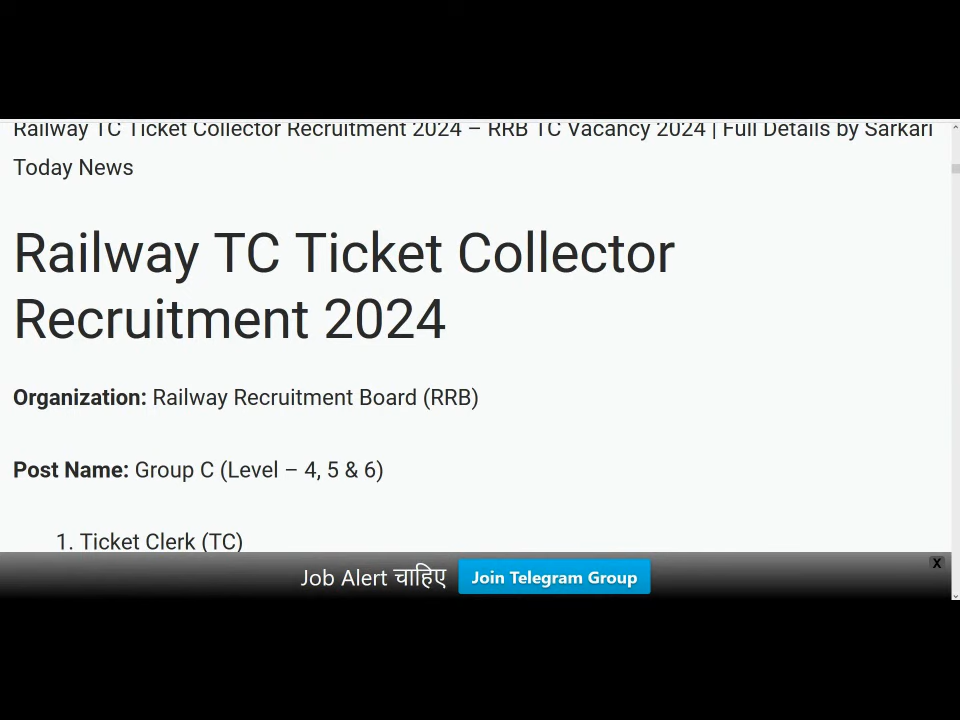 Railway TC Ticket Collector Recruitment 2024 – RRB TC Vacancy 2024 | Full Details by Sarkari
Today News
Railway TC Ticket Collector
Recruitment 2024
Organization: Railway Recruitment Board (RRB)
Post Name: Group C (Level – 4, 5 & 6)
1. Ticket Clerk (TC)
Job Alert चाहिए Join Telegram Group
X